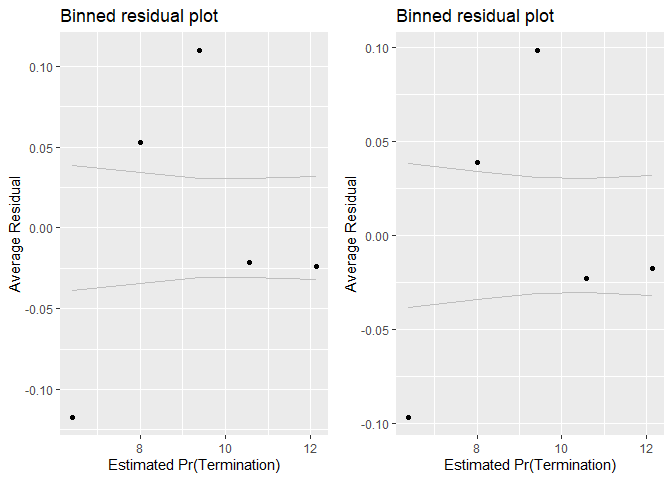 Binned residual plot
Average Residual
0.10
0.05
0.00
-0.05
-0.10
8 10 12
Estimated Pr(Termination)
Binned residual plot
Average Residual
0.10
0.05
0.00
-0.05
-0.10
8 10 12
Estimated Pr(Termination)